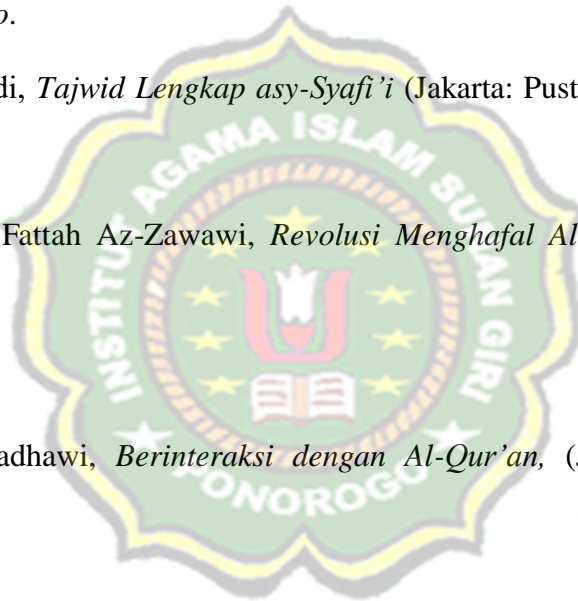 o.
di, Tajwid Lengkap asy-Syafi’i (Jakarta: Pust
Fattah Az-Zawawi, Revolusi Menghafal Al
adhawi, Berinteraksi dengan Al-Qur’an, (
INSTITUT AGAMA ISLAM SUNAN GIRI
PONOROGO